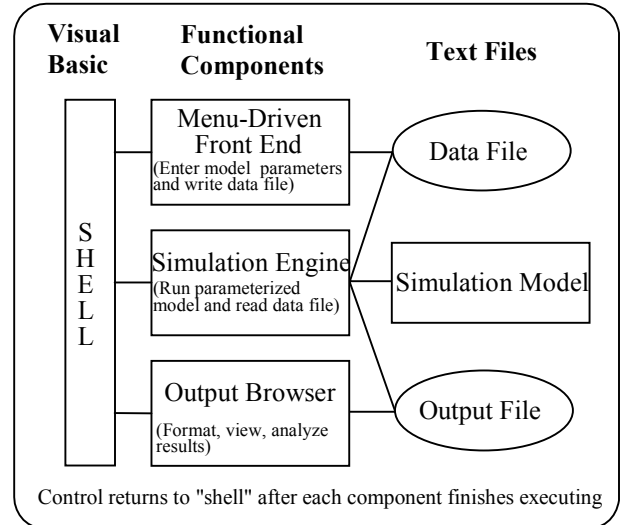 Visual
Basic
Functional
Components
Text Files
SHELL
Menu-Driven
Front End
(Enter model parameters
and write data file)
Data File
Simulation Engine
(Run parameterized
model and read data file)
Simulation Model
Output Browser
(Format, view, analyze
results)
Output File
Control returns to "shell" after each component finishes executing